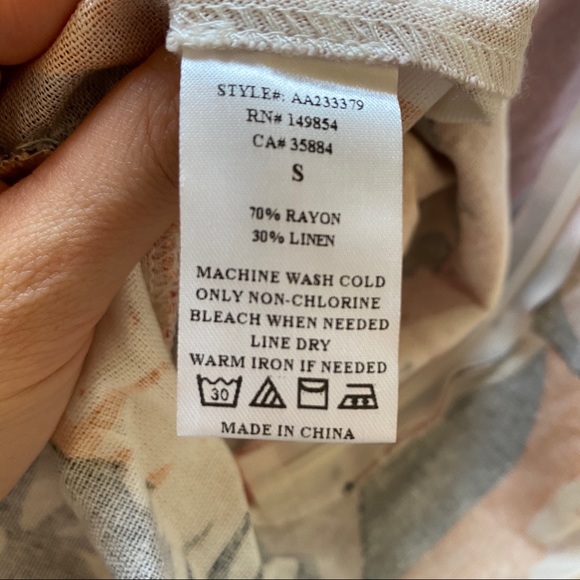 STYLE#: AA233379
RN# 149854
CA# 35884
S
70% RAYON
30% LINEN
MACHINE WASH COLD
ONLY NON-CHLORINE
BLEACH WHEN NEEDED
LINE DRY
WARM IRON IF NEEDED
30
MADE IN CHINA